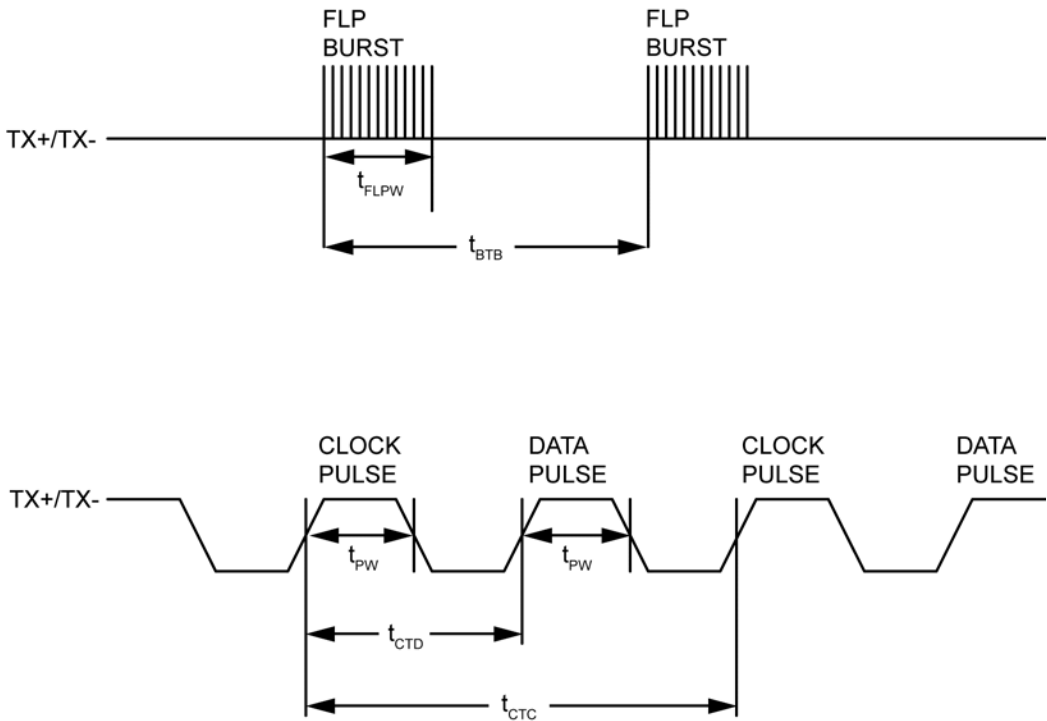 FLP
BURST
FLP
BURST
TX+/TX-
tFLPW
tBTB
CLOCK
PULSE
DATA
PULSE
CLOCK
PULSE
DATA
PULSE
TX+/TX-
tPW
tPW
tCTD
tCTC